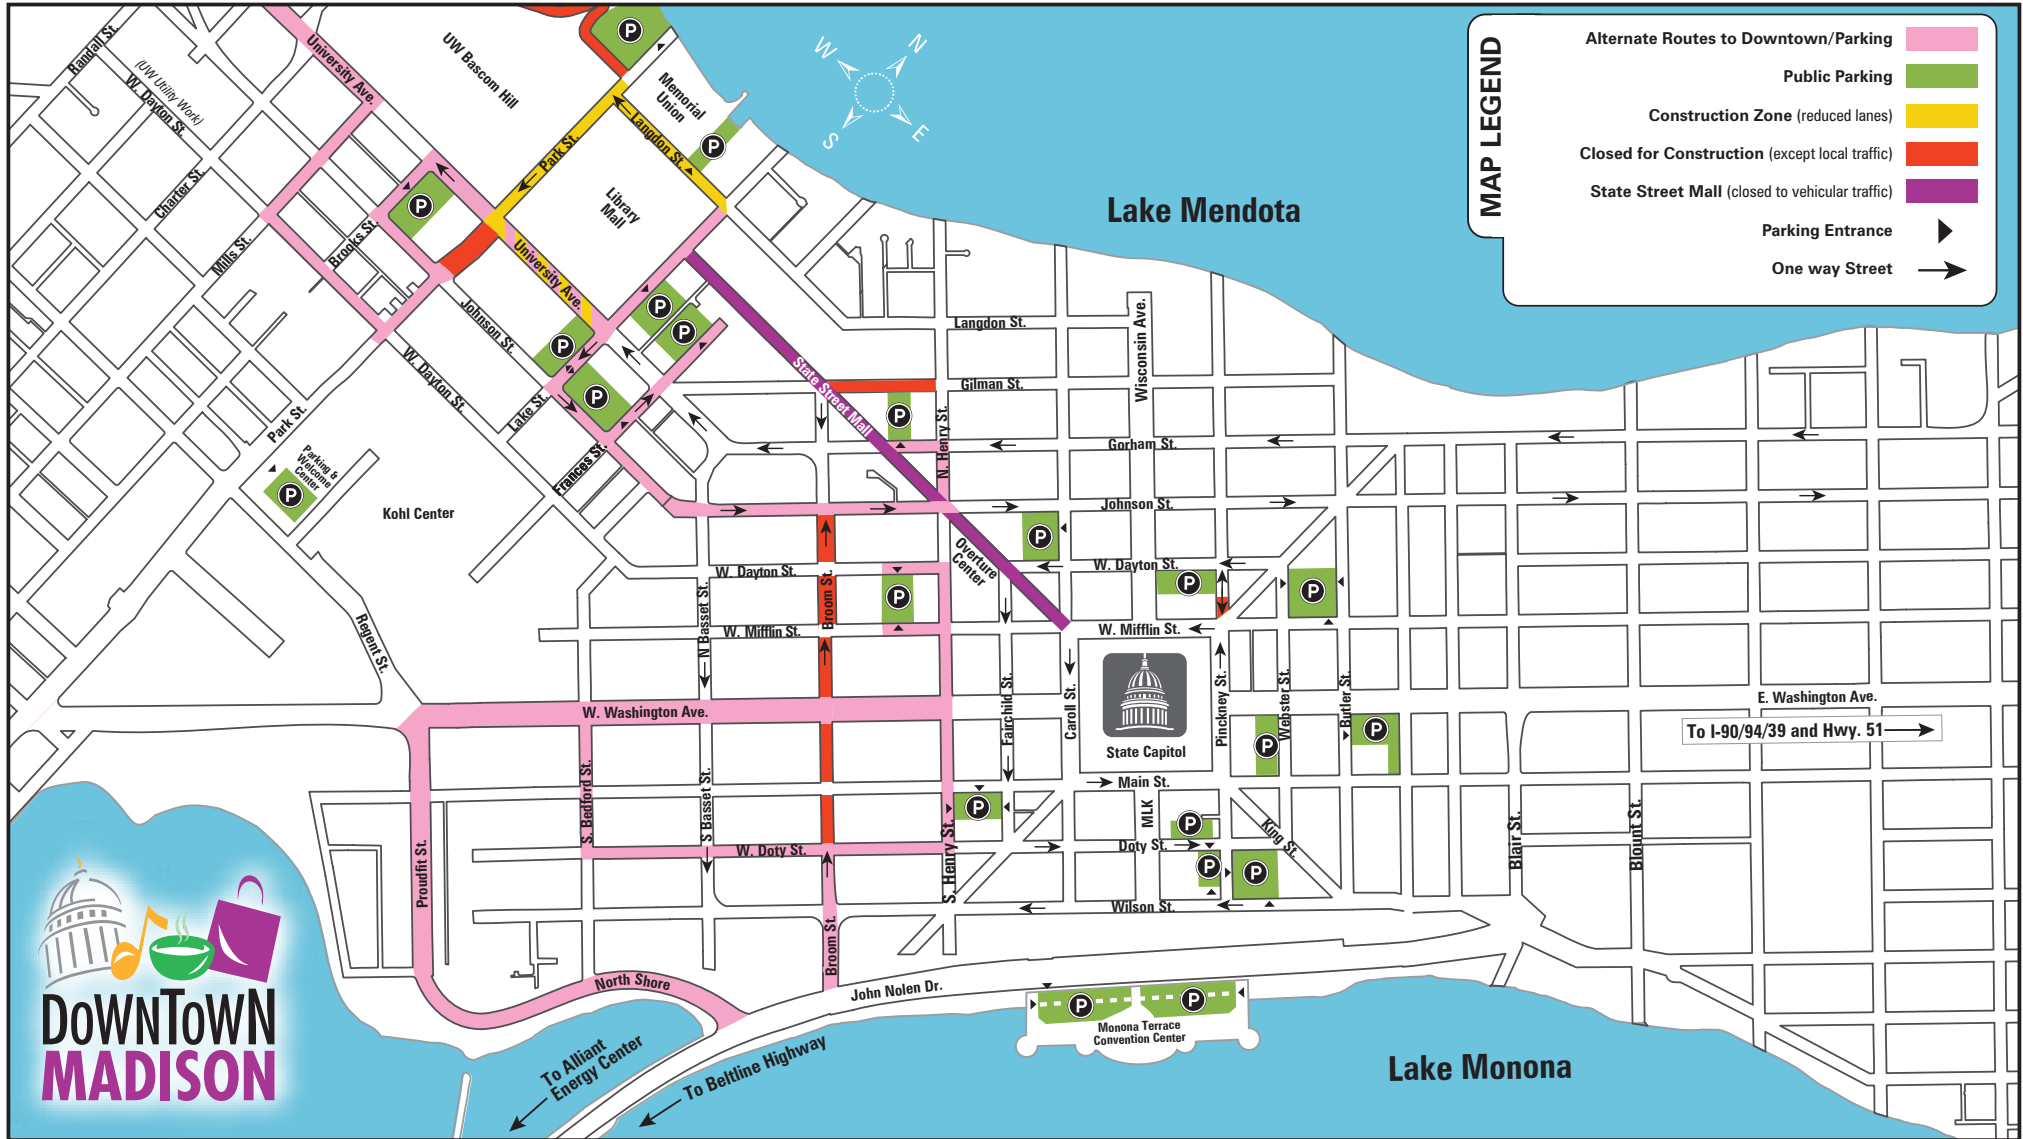 MAP LEGEND
Alternate Routes to Downtown/Parking
Public Parking
Construction Zone (reduced lanes)
Closed for Construction (except local traffic)
State Street Mall (closed to vehicular traffic)
Parking Entrance
One way Street
N
W
S
E
Randall St.
(UW Utility Work)
W. Dayton St.
University Ave.
UW Bascom Hill
P
Memorial
Union
Langdon St.
P
Park St.
Library
Mall
Charter St.
Mills St.
Brooks St.
P
University Ave.
Johnson St.
W. Dayton St.
Lake St.
Frances St.
Park St.
P
P
P
P
Parking &
Welcome
Center
P
Kohl Center
Regent St.
Lake Mendota
State Street Mall
Langdon St.
Wisconsin Ave.
Gilman St.
P
N. Henry St.
Gorham St.
Johnson St.
P
Overture
Center
W. Dayton St.
W. Dayton St.
P
P
P
N Basset St.
Broom St.
W. Mifflin St.
W. Mifflin St.
State Capitol
Fairchild St.
Caroll St.
Pinckney St.
Webster St.
Butler St.
P
P
W. Washington Ave.
E. Washington Ave.
To I-90/94/39 and Hwy. 51
Main St.
MLK
P
P
Doty St.
King St.
P
P
Wilson St.
S. Bedford St.
S Basset St.
W. Doty St.
S. Henry St.
Broom St.
Proudfit St.
Blair St.
Blount St.
North Shore
John Nolen Dr.
P
P
Monona Terrace
Convention Center
To Alliant
Energy Center
To Beltline Highway
Lake Monona
DoWNToWN
MADISON